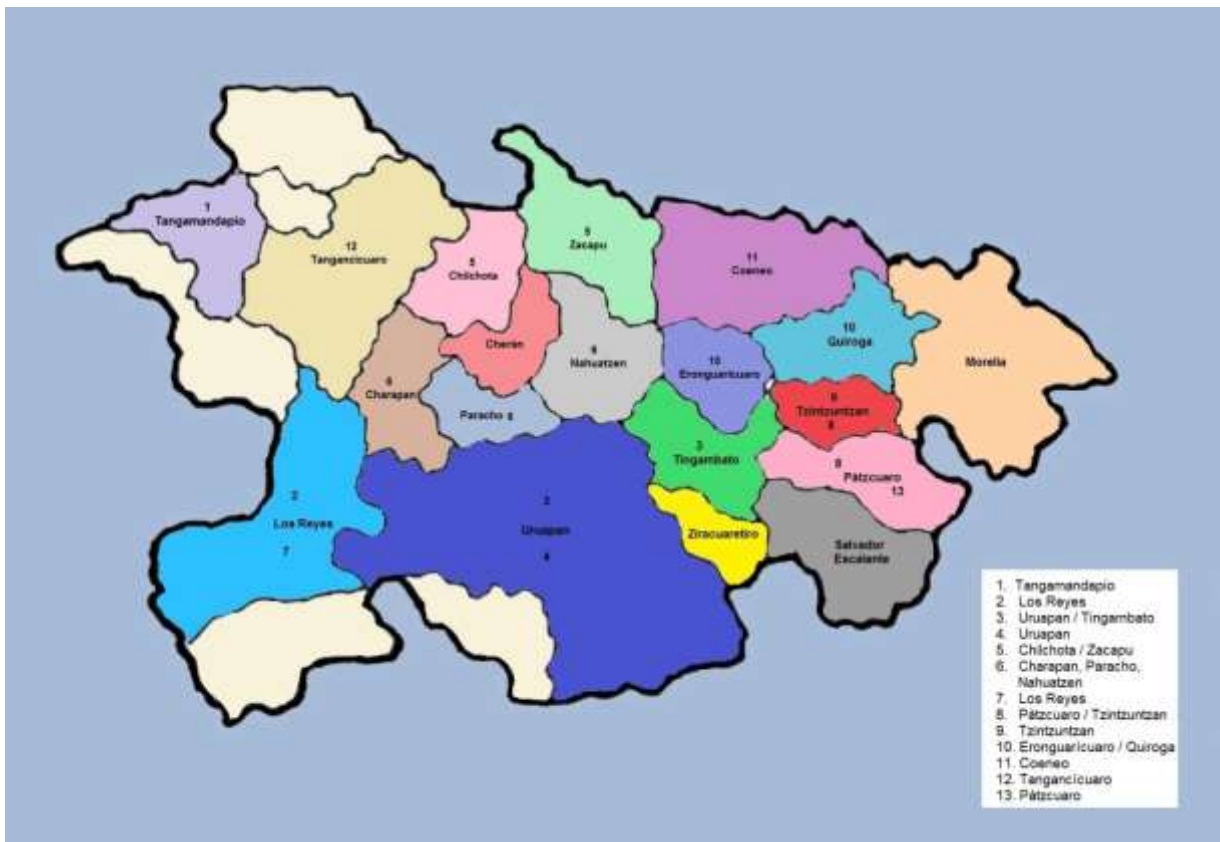 1
Tangamandapio
12
Tangancícuaro
5
Chilchota
5
Zacapu
11
Coeneo
Cherán
6
Nahuatzen
10
Eronguarícuaro
10
Quiroga
Morelia
6
Charapan
Paracho 6
9
Tzintzuntzan
8
3
Tingambato
8
Pátzcuaro
13
2
Los Reyes
7
3
Uruapan
4
Ziracuaretiro
Salvador
Escalante
1. Tangamandapio
2. Los Reyes
3. Uruapan / Tingambato
4. Uruapan
5. Chilchota / Zacapu
6. Charapan, Paracho,
Nahuatzen
7. Los Reyes
8. Pátzcuaro / Tzintzuntzan
9. Tzintzuntzan
10. Eronguarícuaro / Quiroga
11. Coeneo
12. Tangancícuaro
13. Pátzcuaro